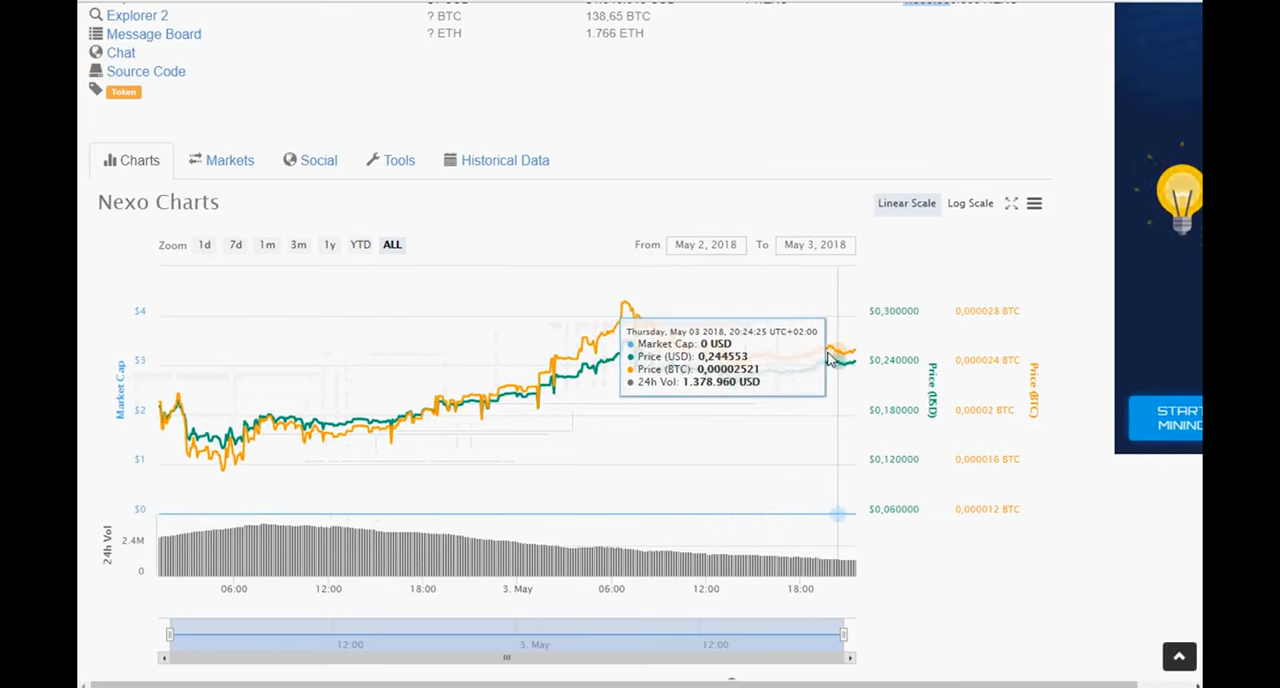 Explorer 2
? BTC
138,65 BTC
Message Board
? ETH
1.766 ETH
Chat
Source Code
Token
Charts
Markets
Social
Tools
Historical Data
Nexo Charts
Linear Scale
Log Scale
Zoom 1d 7d 1m 3m 1y YTD ALL
From May 2, 2018 To May 3, 2018
$4
$3
$2
$1
$0
Market Cap
Thursday, May 03 2018, 20:24:25 UTC+02:00
Market Cap: 0 USD
Price (USD): 0,244553
Price (BTC): 0,00002521
24h Vol: 1.378.960 USD
$0,300000
$0,240000
$0,180000
$0,120000
$0,060000
Price (USD)
0,000028 BTC
0,000024 BTC
0,00002 BTC
0,000016 BTC
0,000012 BTC
Price (BTC)
24h Vol
2.4M
0
06:00
12:00
18:00
3. May
06:00
12:00
18:00
12:00
3. May
12:00
START
MINING